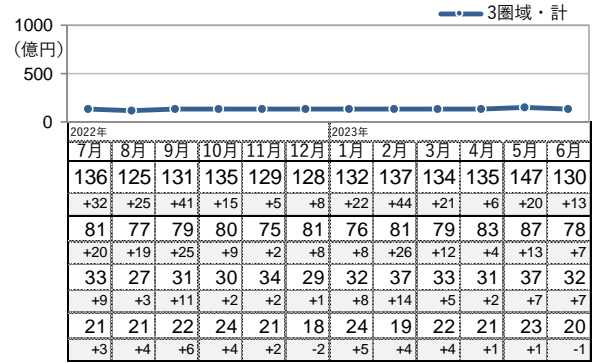 3圏域・計
1000
(億円)
500
0
2022年 2023年
7月 8月 9月 10月 11月 12月 1月 2月 3月 4月 5月 6月
136 125 131 135 129 128 132 137 134 135 147 130
+32 +25 +41 +15 +5 +8 +22 +44 +21 +6 +20 +13
81 77 79 80 75 81 76 81 79 83 87 78
+20 +19 +25 +9 +2 +8 +8 +26 +12 +4 +13 +7
33 27 31 30 34 29 32 37 33 31 37 32
+9 +3 +11 +2 +2 +1 +8 +14 +5 +2 +7 +7
21 21 22 24 21 18 24 19 22 21 23 20
+3 +4 +6 +4 +2 -2 +5 +4 +4 +1 +1 -1